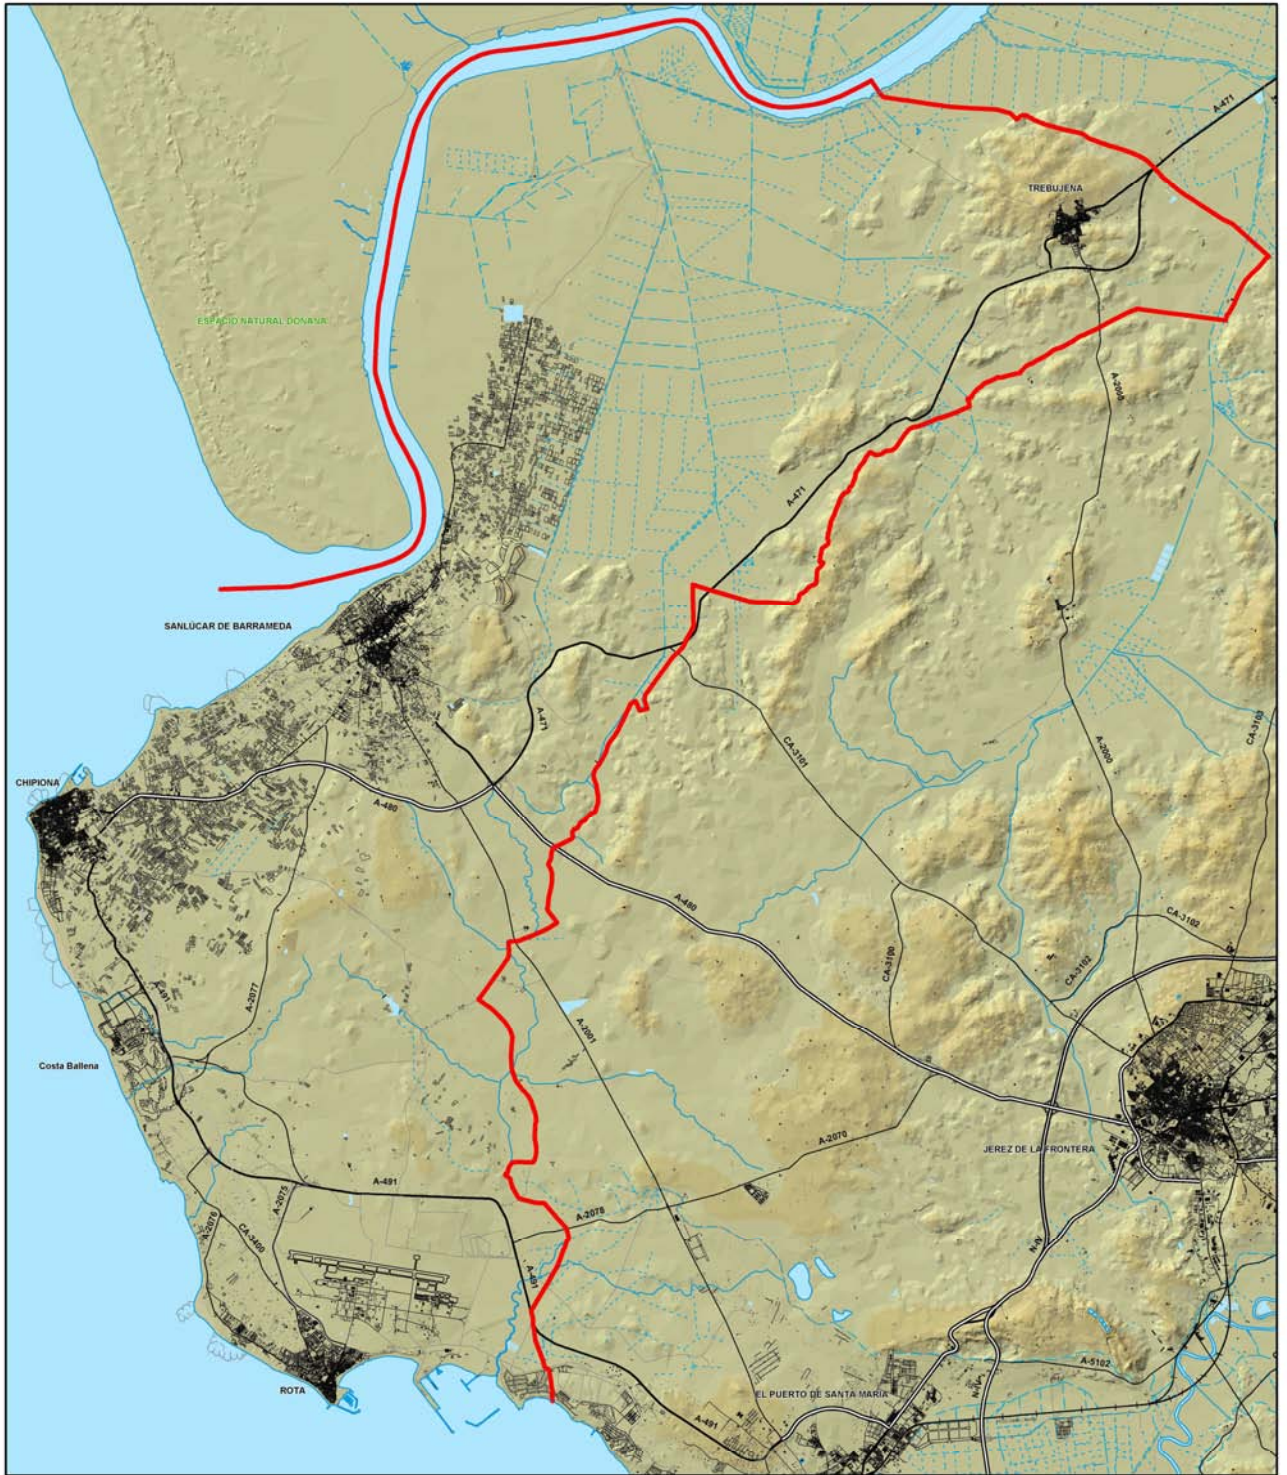 A-471
TREBUJENA
ESPACIO NATURAL DOÑANA
A-2000
A-471
SANLÚCAR DE BARRAMEDA
A-471
CA-3101
A-2000
CA-3103
CHIPIONA
A-480
A-480
CA-3102
CA-3100
CA-3102
A-491
A-2077
A-2001
Costa Ballena
A-2070
JEREZ DE LA FRONTERA
A-491
A-2075
A-2076
CA-3400
A-2078
N-IV
A-491
A-5102
ROTA
EL PUERTO DE SANTA MARÍA
N-IV
A-491